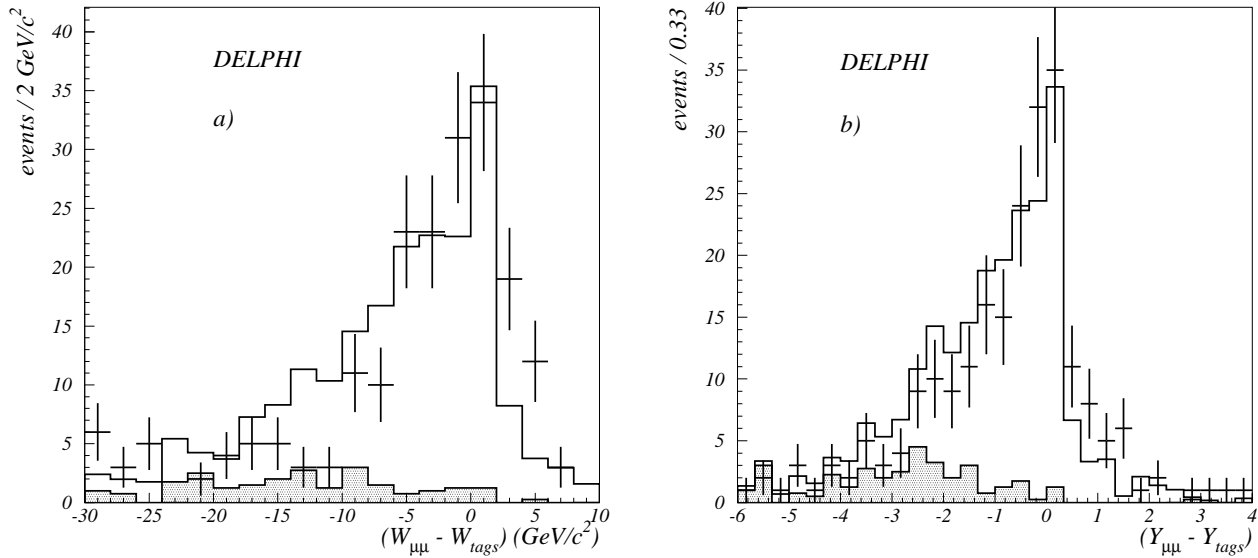 events / 2 GeV/c²
40
35
30
25
20
15
10
5
0
DELPHI
a)
-30 -25 -20 -15 -10 -5 0 5 10
(W_μμ - W_tags) (GeV/c²)
events / 0.33
40
35
30
25
20
15
10
5
0
DELPHI
b)
-6 -5 -4 -3 -2 -1 0 1 2 3 4
(Y_μμ - Y_tags)